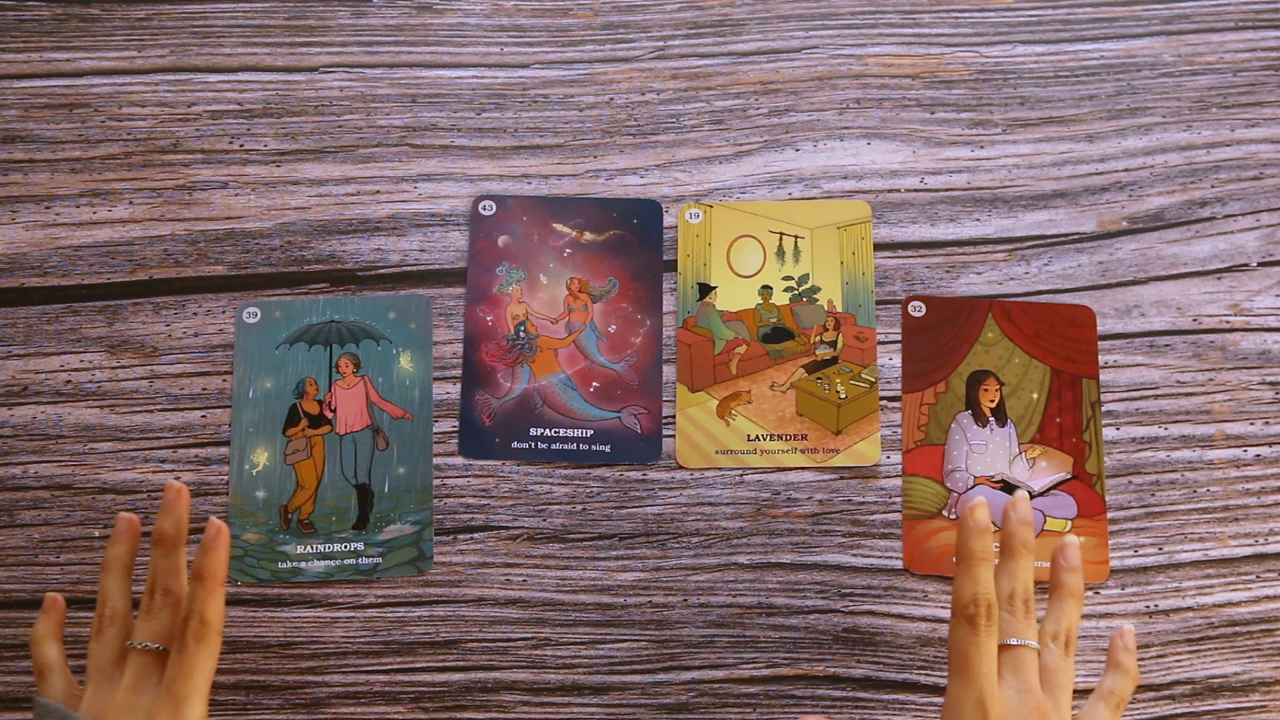 39
RAINDROPS
take a chance on them
43
SPACESHIP
don't be afraid to sing
19
LAVENDER
surround yourself with love
32